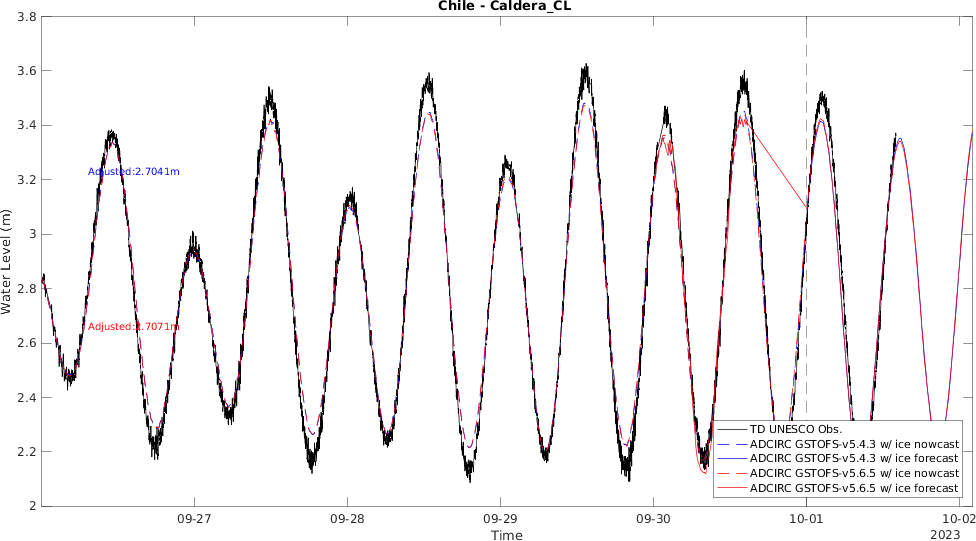 Chile - Caldera_CL
3.8
3.6
3.4
3.2
3
2.8
2.6
2.4
2.2
2
Water Level (m)
Adjusted:2.7041m
Adjusted:2.7071m
09-27
09-28
09-29
09-30
10-01
10-02
Time
2023
TD UNESCO Obs.
ADCIRC GSTOFS-v5.4.3 w/ ice nowcast
ADCIRC GSTOFS-v5.4.3 w/ ice forecast
ADCIRC GSTOFS-v5.6.5 w/ ice nowcast
ADCIRC GSTOFS-v5.6.5 w/ ice forecast